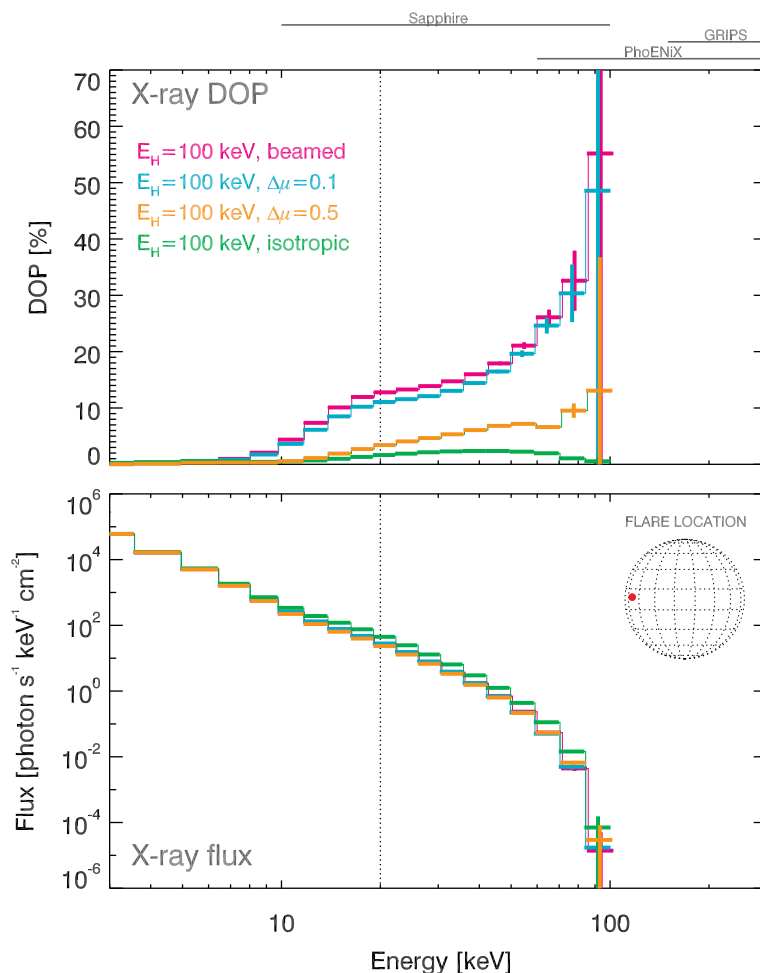 Sapphire
GRIPS
PhoENiX
X-ray DOP
E_H=100 keV, beamed
E_H=100 keV, Δμ=0.1
E_H=100 keV, Δμ=0.5
E_H=100 keV, isotropic
DOP [%]
70
60
50
40
30
20
10
0
10^6
10^4
10^2
10^0
10^-2
10^-4
10^-6
Flux [photon s^-1 keV^-1 cm^-2]
FLARE LOCATION
X-ray flux
10
100
Energy [keV]